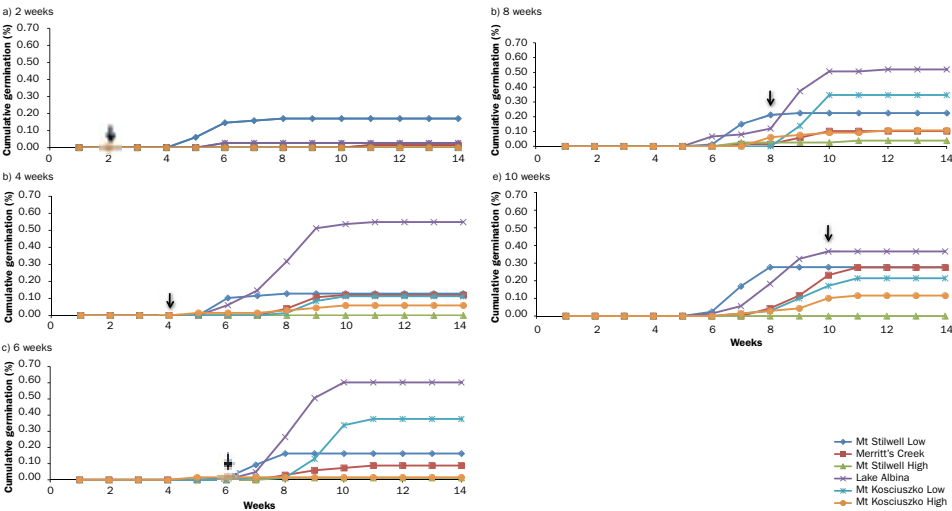 a) 2 weeks
Cumulative germination (%)
0.70
0.60
0.50
0.40
0.30
0.20
0.10
0.00
0 2 4 6 8 10 12 14
b) 4 weeks
Cumulative germination (%)
0.70
0.60
0.50
0.40
0.30
0.20
0.10
0.00
0 2 4 6 8 10 12 14
c) 6 weeks
Cumulative germination (%)
0.70
0.60
0.50
0.40
0.30
0.20
0.10
0.00
0 2 4 6 8 10 12 14
Weeks
b) 8 weeks
Cumulative germination (%)
0.70
0.60
0.50
0.40
0.30
0.20
0.10
0.00
0 2 4 6 8 10 12 14
e) 10 weeks
Cumulative germination (%)
0.70
0.60
0.50
0.40
0.30
0.20
0.10
0.00
0 2 4 6 8 10 12 14
Weeks
Mt Stilwell Low
Merritt's Creek
Mt Stilwell High
Lake Albina
Mt Kosciuszko Low
Mt Kosciuszko High